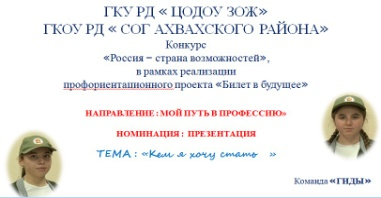 ГКУ РД « ЦОДОУ ЗОЖ»
ГКОУ РД « СОГ АХВАХСКОГО РАЙОНА»
Конкурс
«Россия – страна возможностей»,
в рамках реализации
профориентационного проекта «Билет в будущее»
НАПРАВЛЕНИЕ : МОЙ ПУТЬ В ПРОФЕССИЮ»
НОМИНАЦИЯ : ПРЕЗЕНТАЦИЯ
ТЕМА : «Кем я хочу стать »
Команда «ГИДЫ»